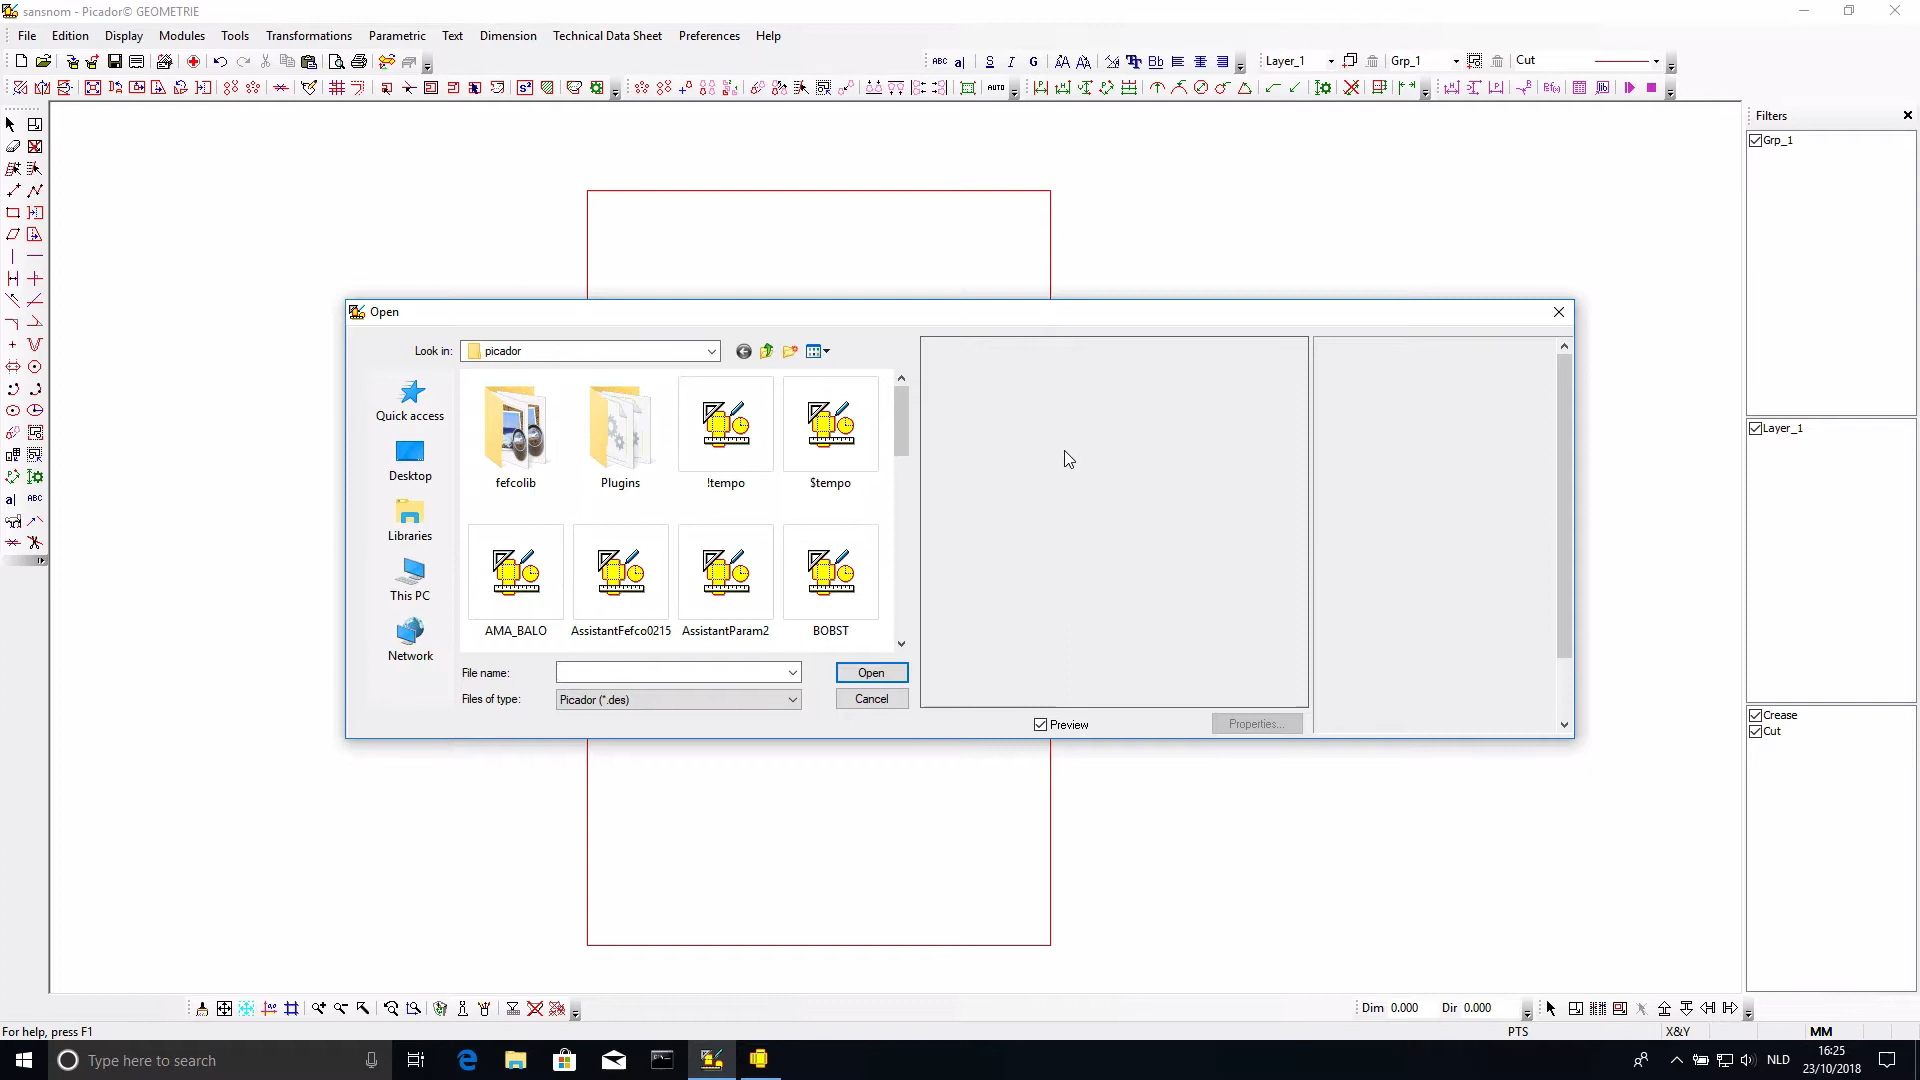 sansnom - Picador© GEOMETRIE
File Edition Display Modules Tools Transformations Parametric Text Dimension Technical Data Sheet Preferences Help
ABC a| S I G Layer_1 Grp_1 Cut
AUTO
Filters
Grp_1
Layer_1
Crease
Cut
Open
Look in: picador
Quick access
Desktop
Libraries
This PC
Network
fefcolib Plugins !tempo $tempo
AMA_BALO AssistantFefco0215 AssistantParam2 BOBST
File name: Open
Files of type: Picador (*.des) Cancel
Preview Properties...
a| ABC
Dim 0.000 Dir 0.000
For help, press F1 PTS X&Y MM
Type here to search
NLD
16:25
23/10/2018